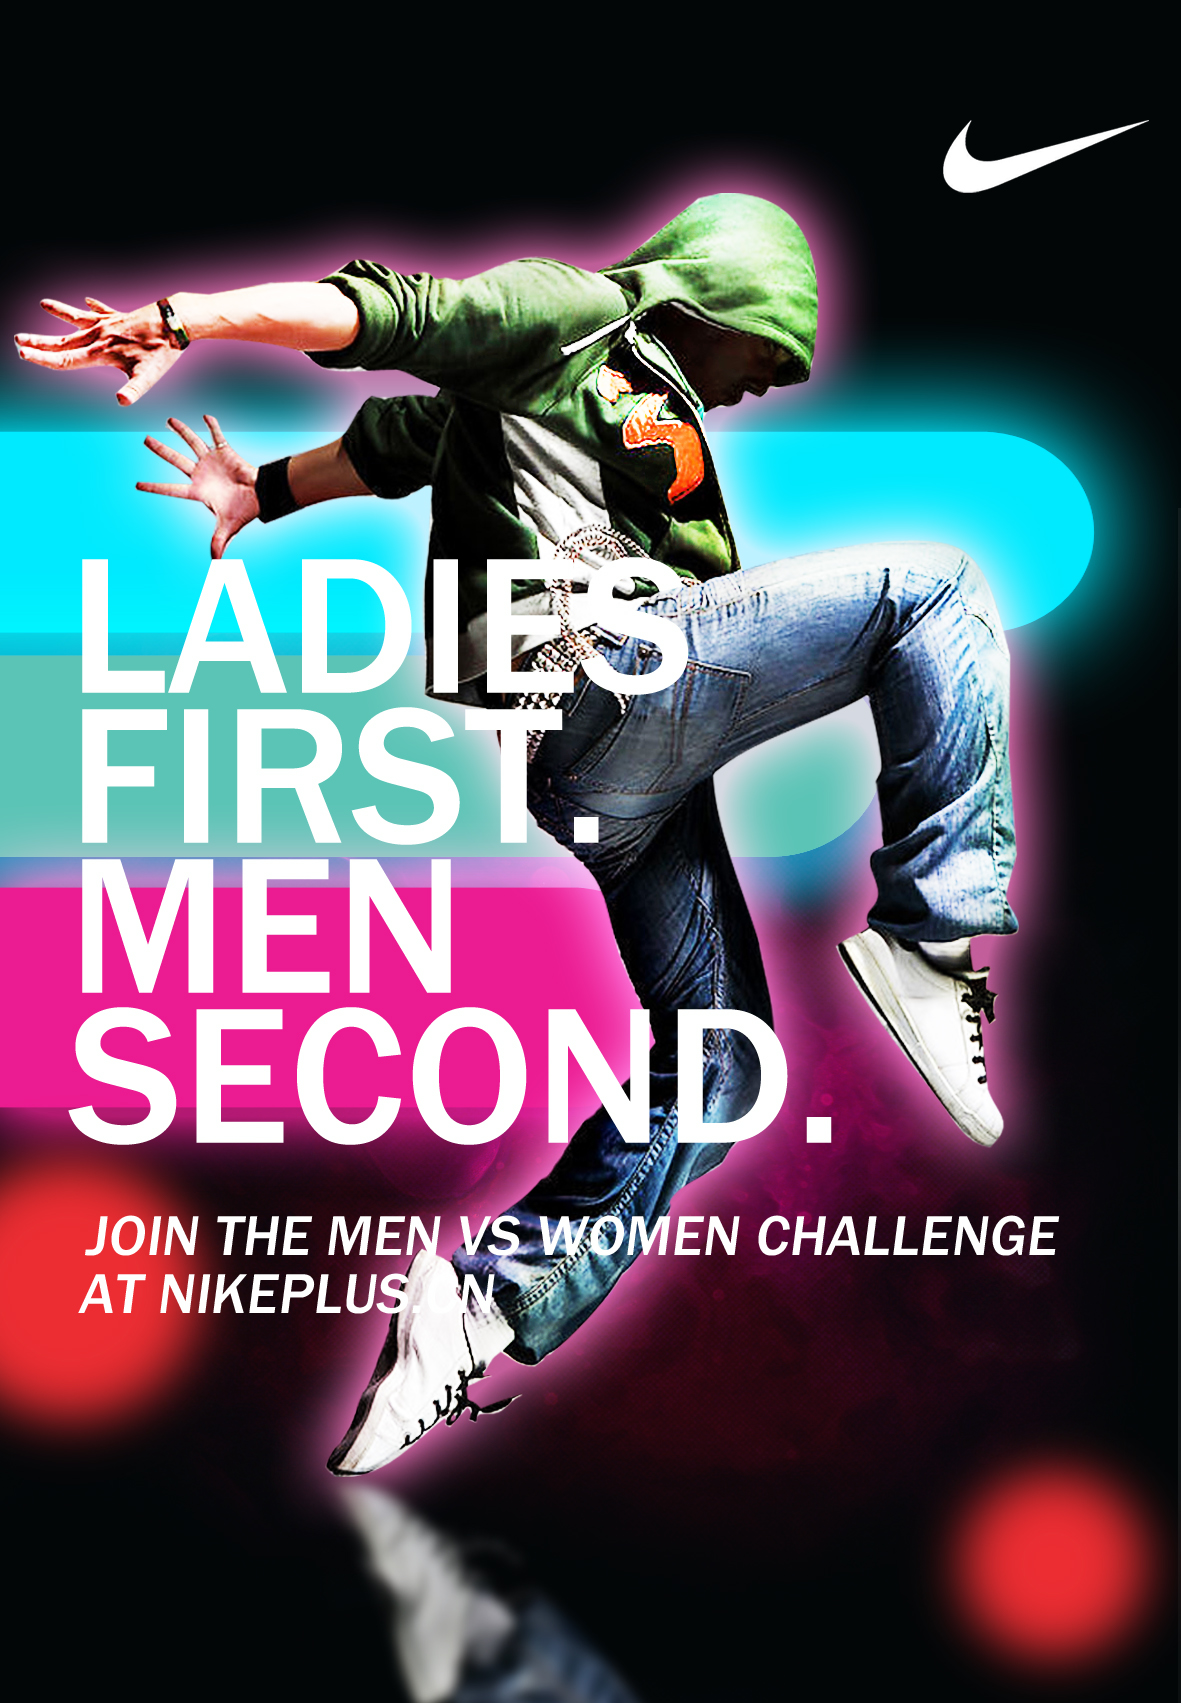 LADIES
FIRST.
MEN
SECOND.
JOIN THE MEN VS WOMEN CHALLENGE
AT NIKEPLUS.CN